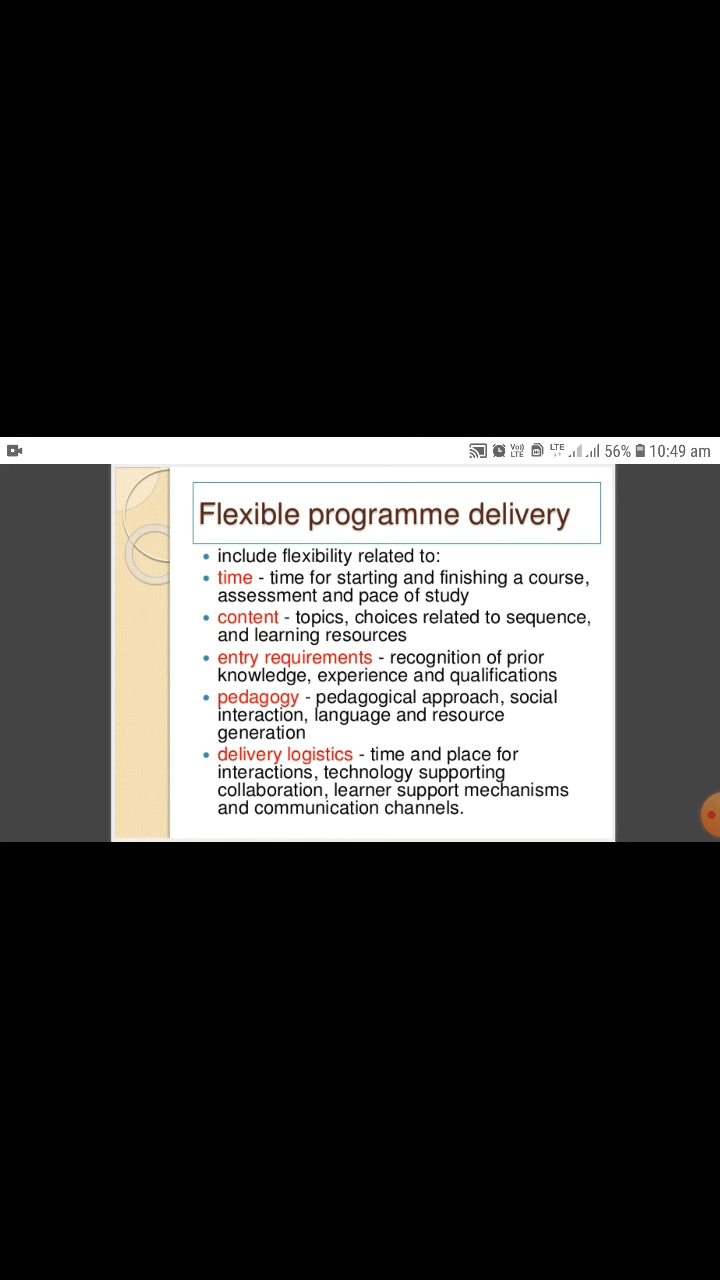 56% 10:49 am
Flexible programme delivery
• include flexibility related to:
• time - time for starting and finishing a course,
assessment and pace of study
• content - topics, choices related to sequence,
and learning resources
• entry requirements - recognition of prior
knowledge, experience and qualifications
• pedagogy - pedagogical approach, social
interaction, language and resource
generation
• delivery logistics - time and place for
interactions, technology supporting
collaboration, learner support mechanisms
and communication channels.